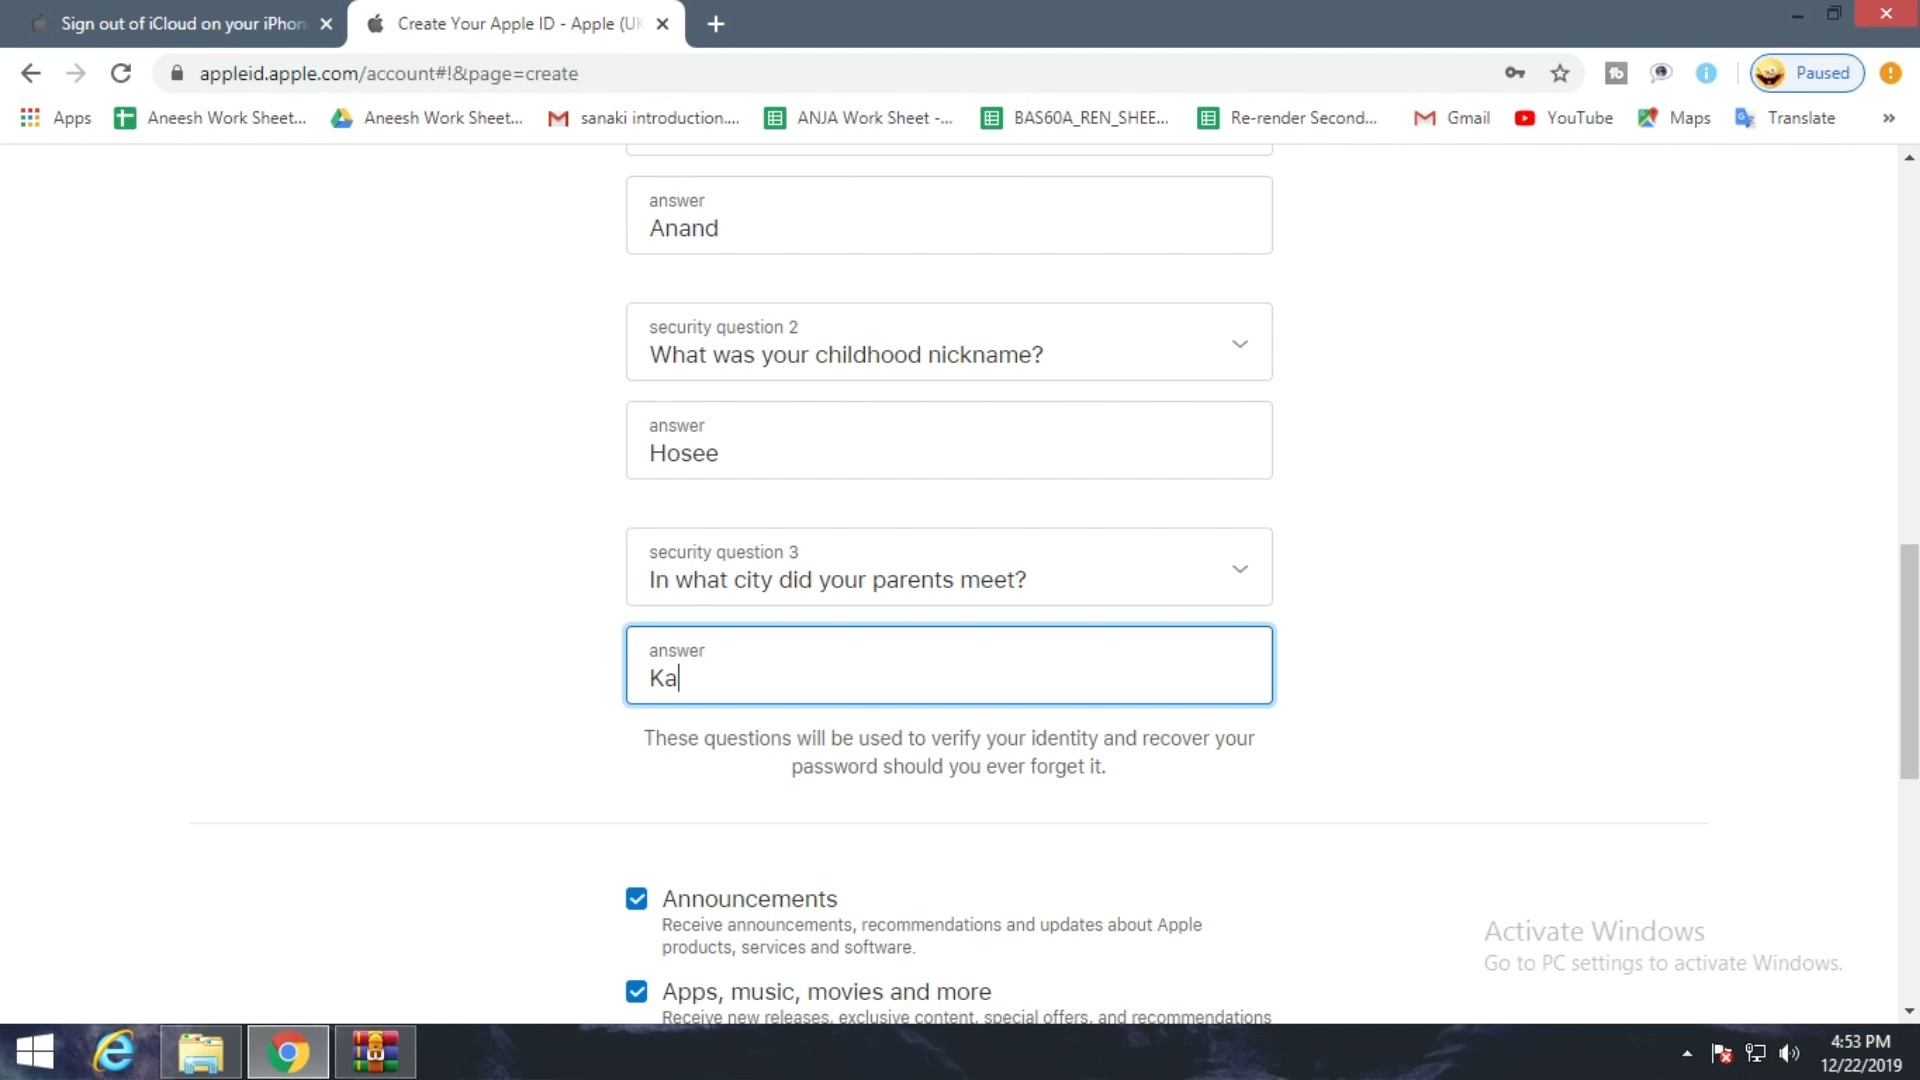 Sign out of iCloud on your iPhon
Create Your Apple ID - Apple (UK
appleid.apple.com/account#!&page=create
Paused
Apps
Aneesh Work Sheet...
Aneesh Work Sheet...
sanaki introduction....
ANJA Work Sheet -...
BAS60A_REN_SHEE...
Re-render Second...
Gmail
YouTube
Maps
Translate
»
answer
Anand
security question 2
What was your childhood nickname?
answer
Hosee
security question 3
In what city did your parents meet?
answer
Ka
These questions will be used to verify your identity and recover your
password should you ever forget it.
Announcements
Receive announcements, recommendations and updates about Apple
products, services and software.
Apps, music, movies and more
Receive new releases, exclusive content, special offers, and recommendations
Activate Windows
Go to PC settings to activate Windows.
4:53 PM
12/22/2019